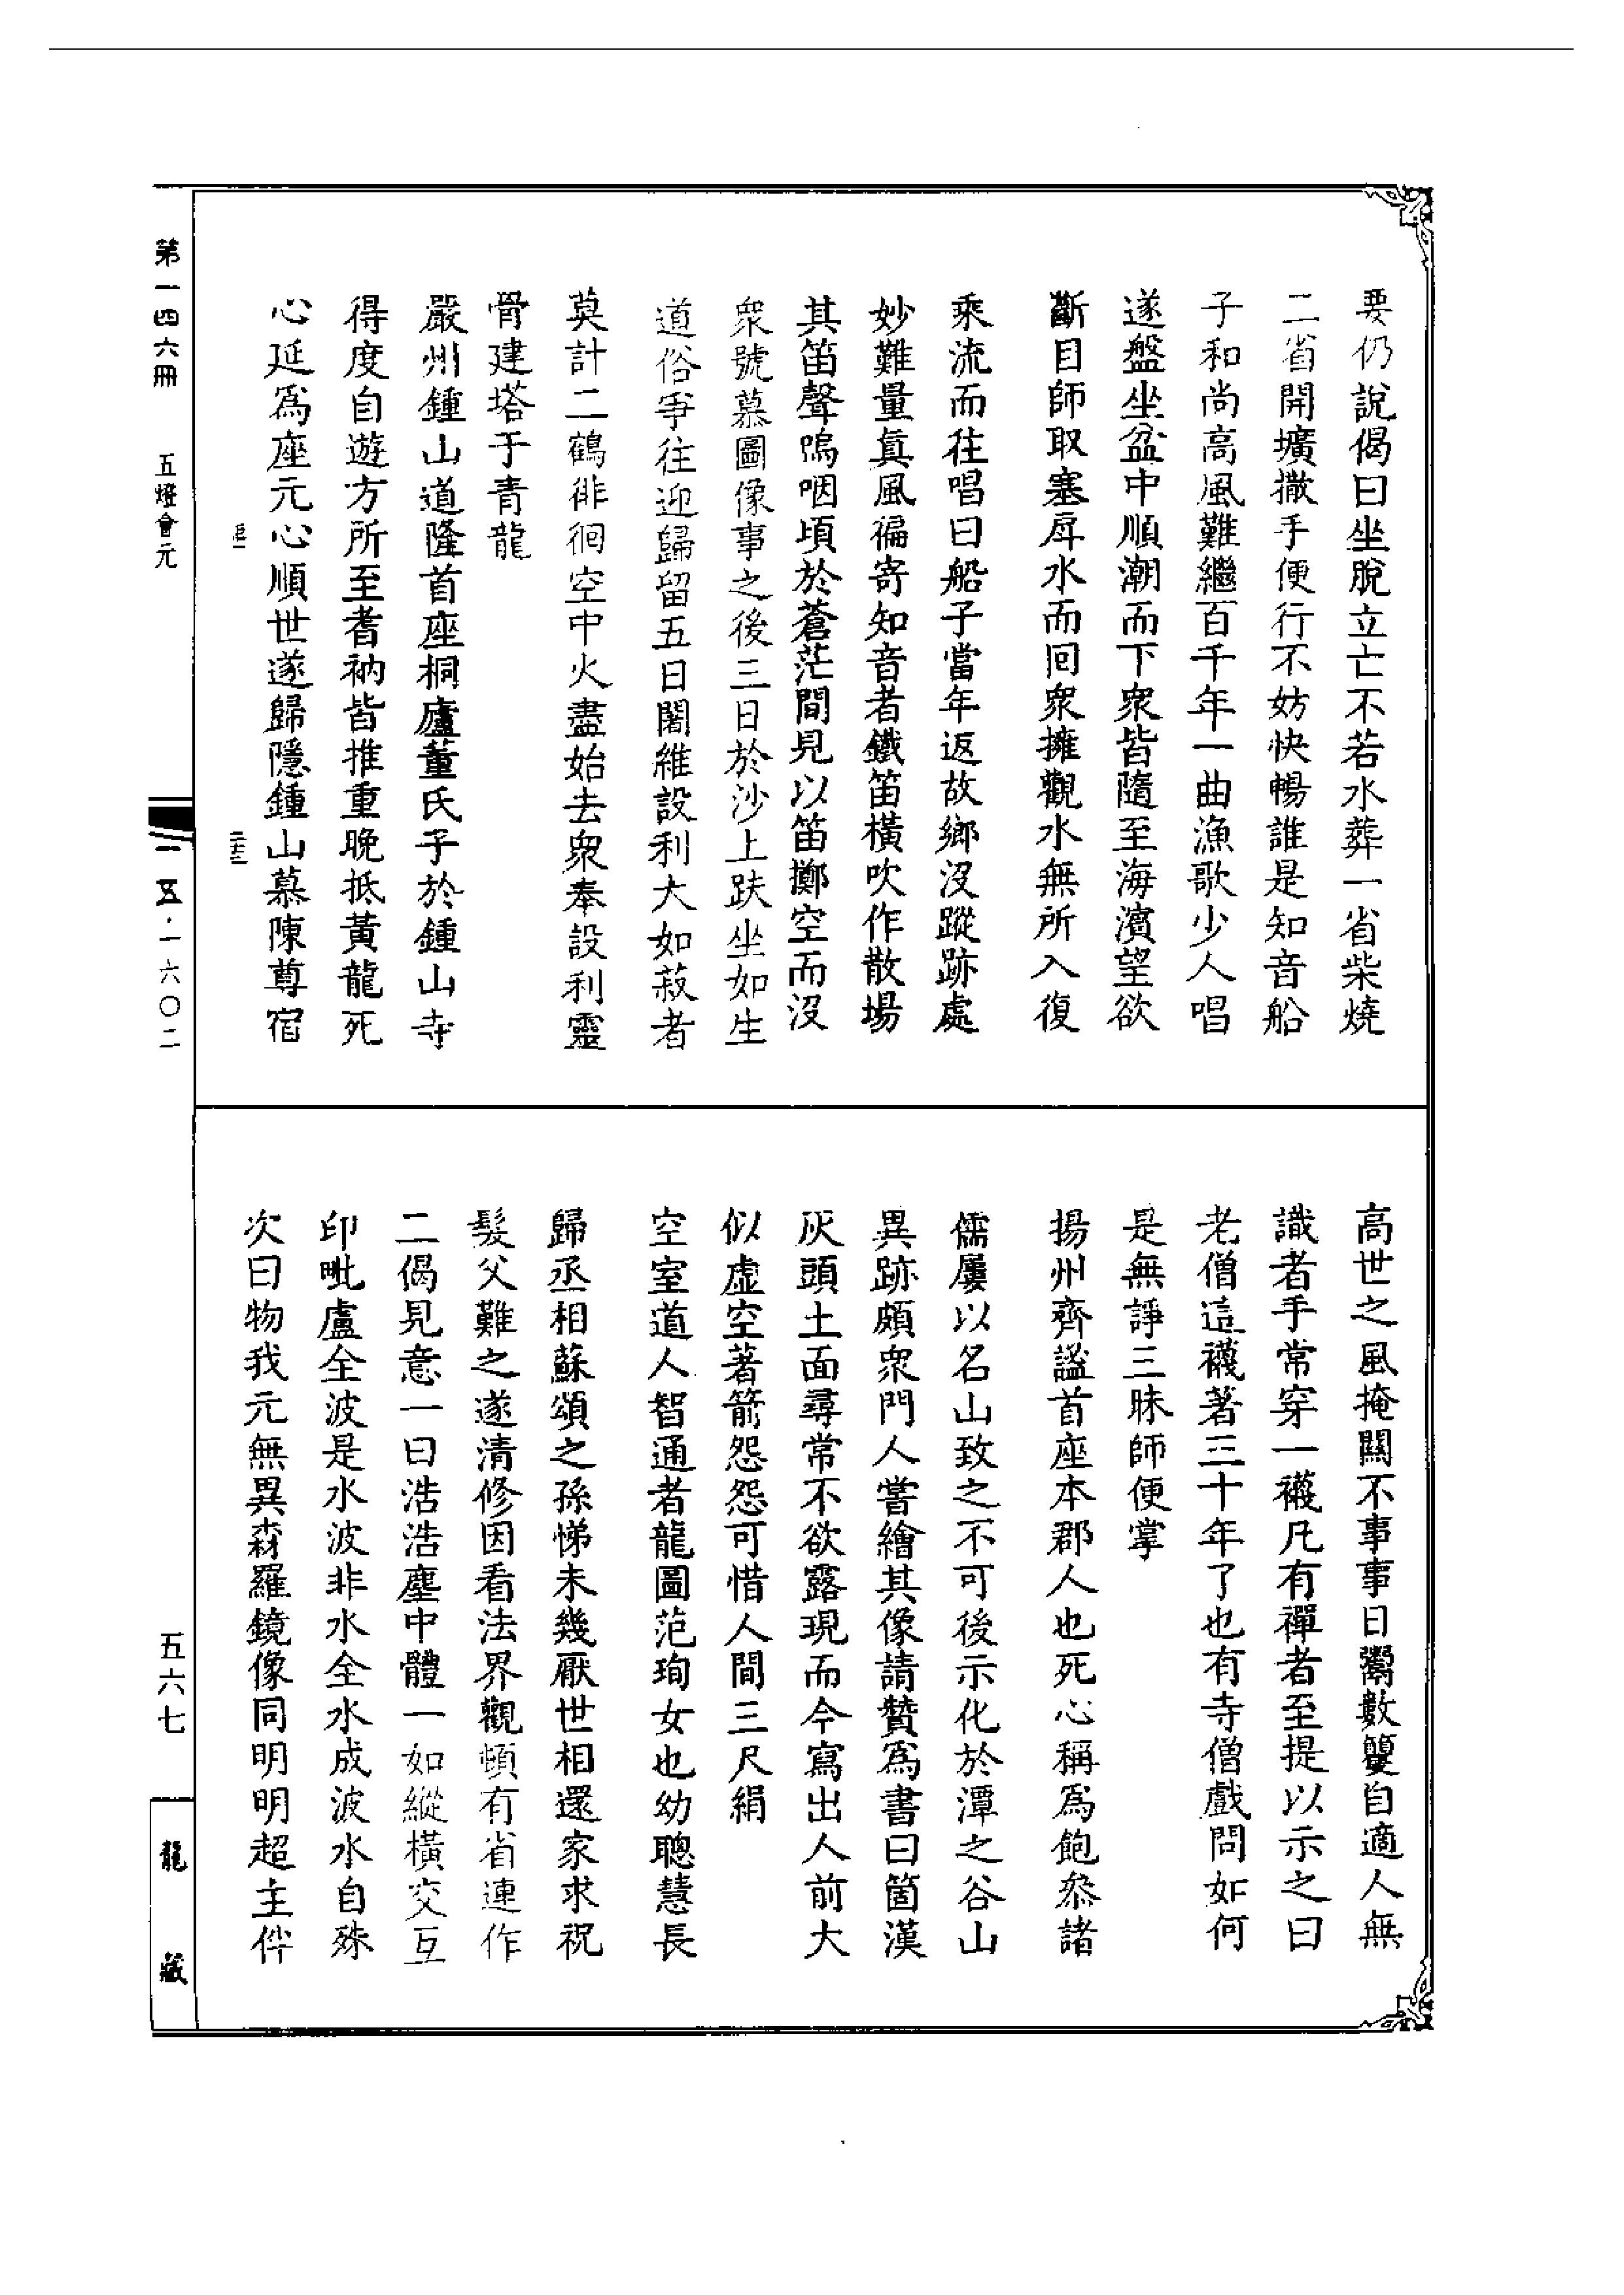 要仍說偈曰坐脫立亡不若水葬一省柴燒
二省開壙撒手便行不妨快暢誰是知音船
子和尚高風難繼百千年一曲漁歌少人唱
遂盤坐盆中順潮而下衆皆隨至海濱望欲
斷目師取塞戽水而回衆擁觀水無所入復
乘流而往唱曰船子當年返故鄉沒蹤跡處
妙難量眞風徧寄知音者鐵笛橫吹作散場
其笛聲嗚咽頃於蒼茫間見以笛擲空而沒
衆號慕圖像事之後三日於沙上趺坐如生
道俗爭往迎歸留五日闍維設利大如菽者
莫計二鶴徘徊空中火盡始去衆奉設利靈
骨建塔于青龍
嚴州鍾山道隆首座桐廬董氏子於鍾山寺
得度自遊方所至耆衲皆推重晚抵黃龍死
心延爲座元心順世遂歸隱鍾山慕陳尊宿
高世之風掩關不事事日鬻數簍自適人無
識者手常穿一襪凡有禪者至提以示之曰
老僧這襪著三十年了也有寺僧戲問如何
是無諍三昧師便掌
揚州齊謐首座本郡人也死心稱爲飽叅諸
儒屢以名山致之不可後示化於潭之谷山
異跡頗衆門人嘗繪其像請贊爲書曰箇漢
灰頭土面尋常不欲露現而今寫出人前大
似虛空著箭怨怨可惜人間三尺絹
空室道人智通者龍圖范珣女也幼聰慧長
歸丞相蘇頌之孫悌未幾厭世相還家求祝
髮父難之遂清修因看法界觀頓有省連作
二偈見意一曰浩浩塵中體一如縱橫交互
印毗盧全波是水波非水全水成波水自殊
次曰物我元無異森羅鏡像同明明超主伴
第一四六冊
五燈會元
五·一六〇二
五六七
龍藏